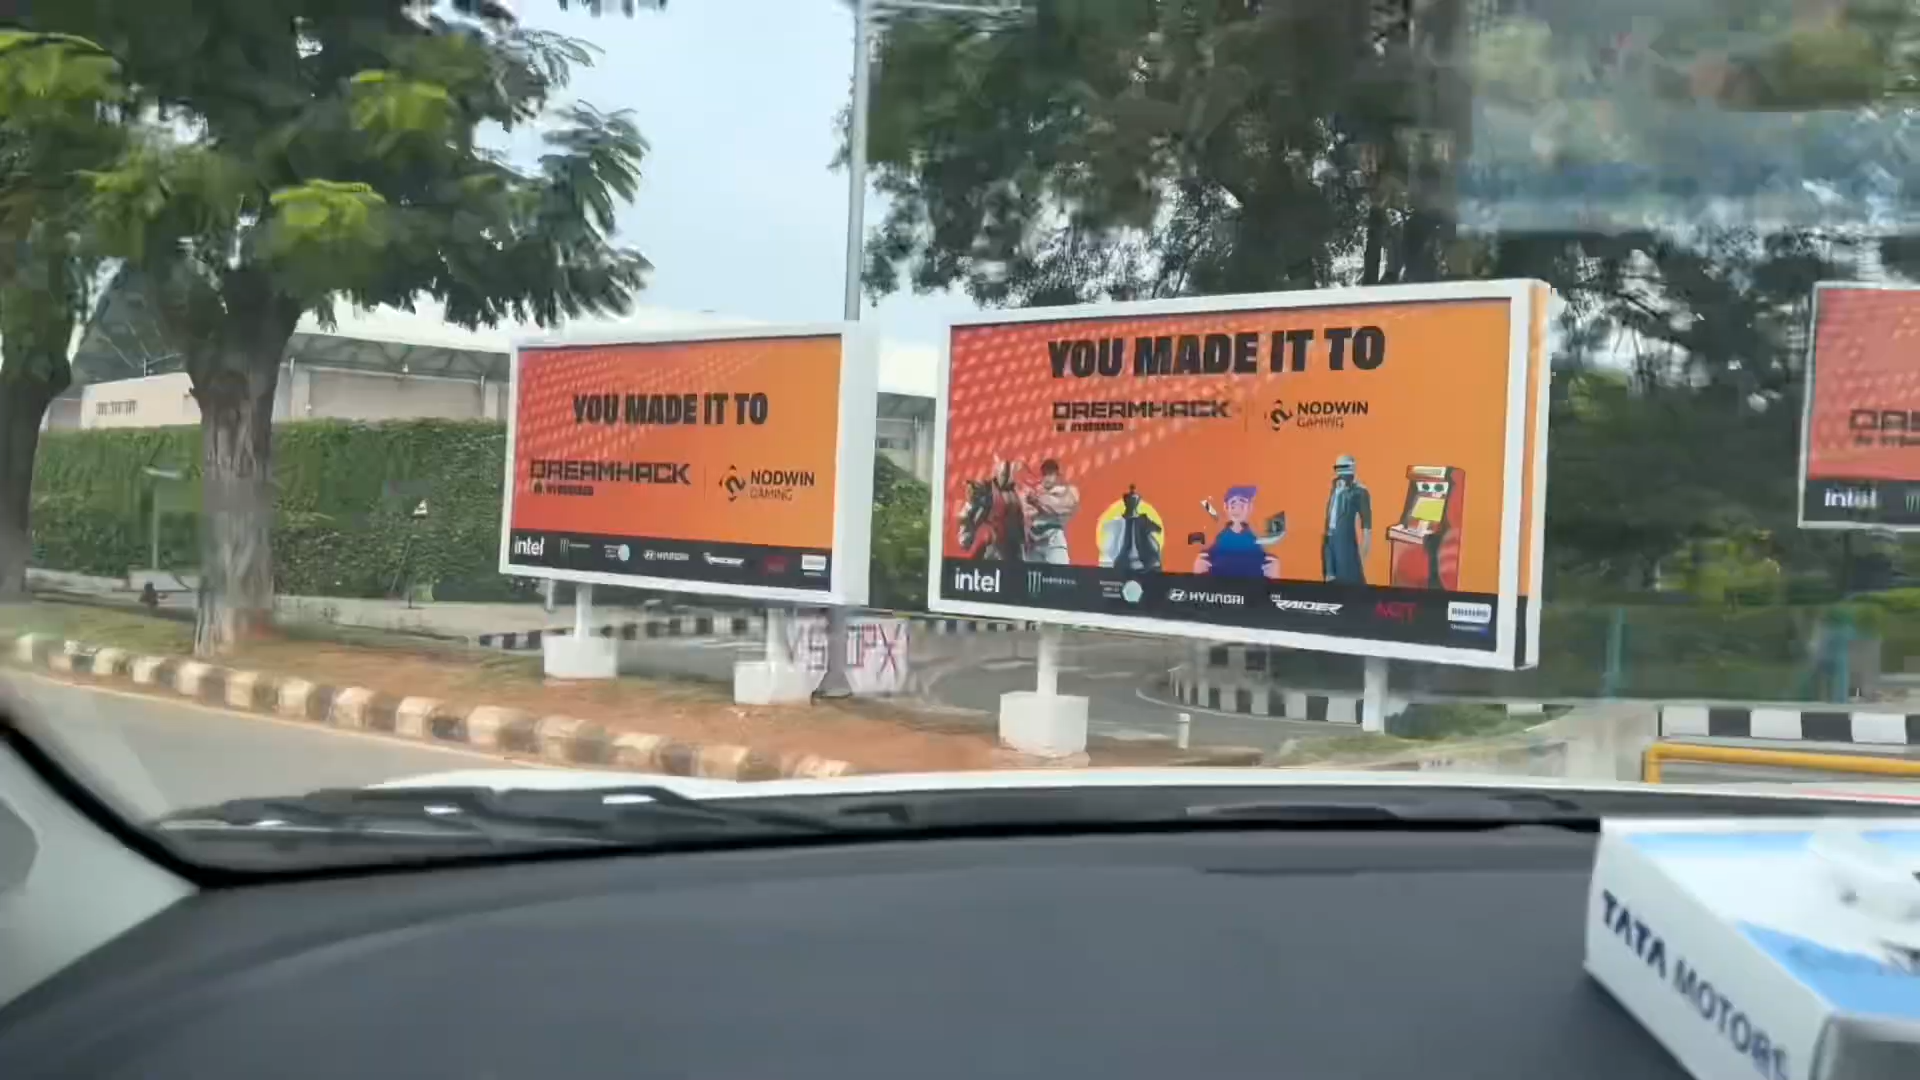 YOU MADE IT TO
DREAMHACK
NODWIN
GAMING
intel
HYUNDAI
YOU MADE IT TO
DREAMHACK
HYDERABAD
NODWIN
GAMING
intel
HYUNDAI
RAIDER
intel
TATA MOTORS